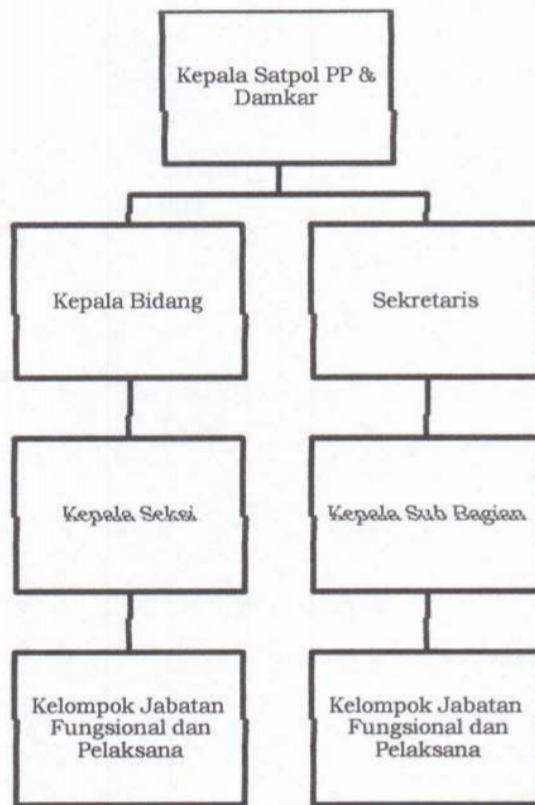 Kepala Satpol PP &
Damkar
Kepala Bidang
Sekretaris
Kepala Seksi
Kepala Sub Bagian
Kelompok Jabatan
Fungsional dan
Pelaksana
Kelompok Jabatan
Fungsional dan
Pelaksana